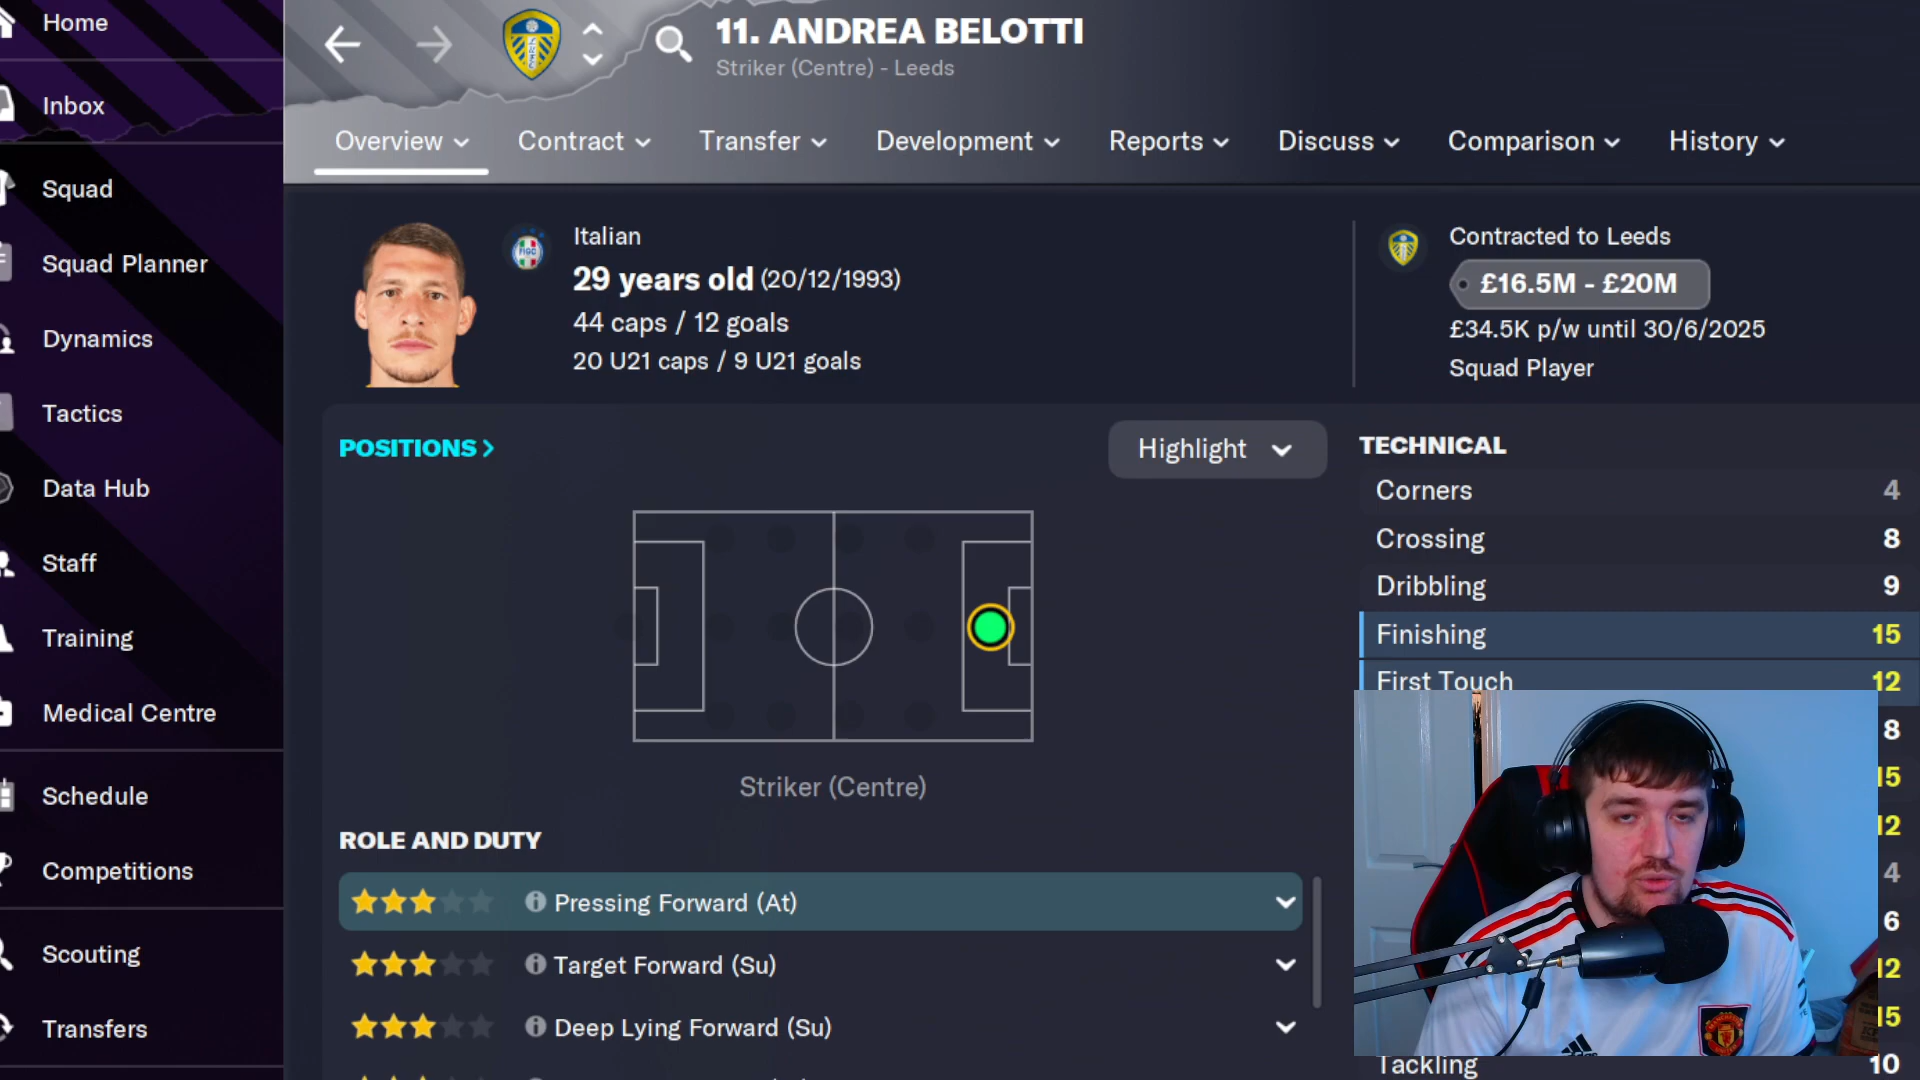 Home
Inbox
Squad
Squad Planner
Dynamics
Tactics
Data Hub
Staff
Training
Medical Centre
Schedule
Competitions
Scouting
Transfers
11. ANDREA BELOTTI
Striker (Centre) - Leeds
Overview
Contract
Transfer
Development
Reports
Discuss
Comparison
History
Italian
29 years old (20/12/1993)
44 caps / 12 goals
20 U21 caps / 9 U21 goals
Contracted to Leeds
£16.5M - £20M
£34.5K p/w until 30/6/2025
Squad Player
POSITIONS
Highlight
Striker (Centre)
ROLE AND DUTY
Pressing Forward (At)
Target Forward (Su)
Deep Lying Forward (Su)
TECHNICAL
Corners 4
Crossing 8
Dribbling 9
Finishing 15
First Touch 12
8
15
12
4
6
12
15
Tackling 10